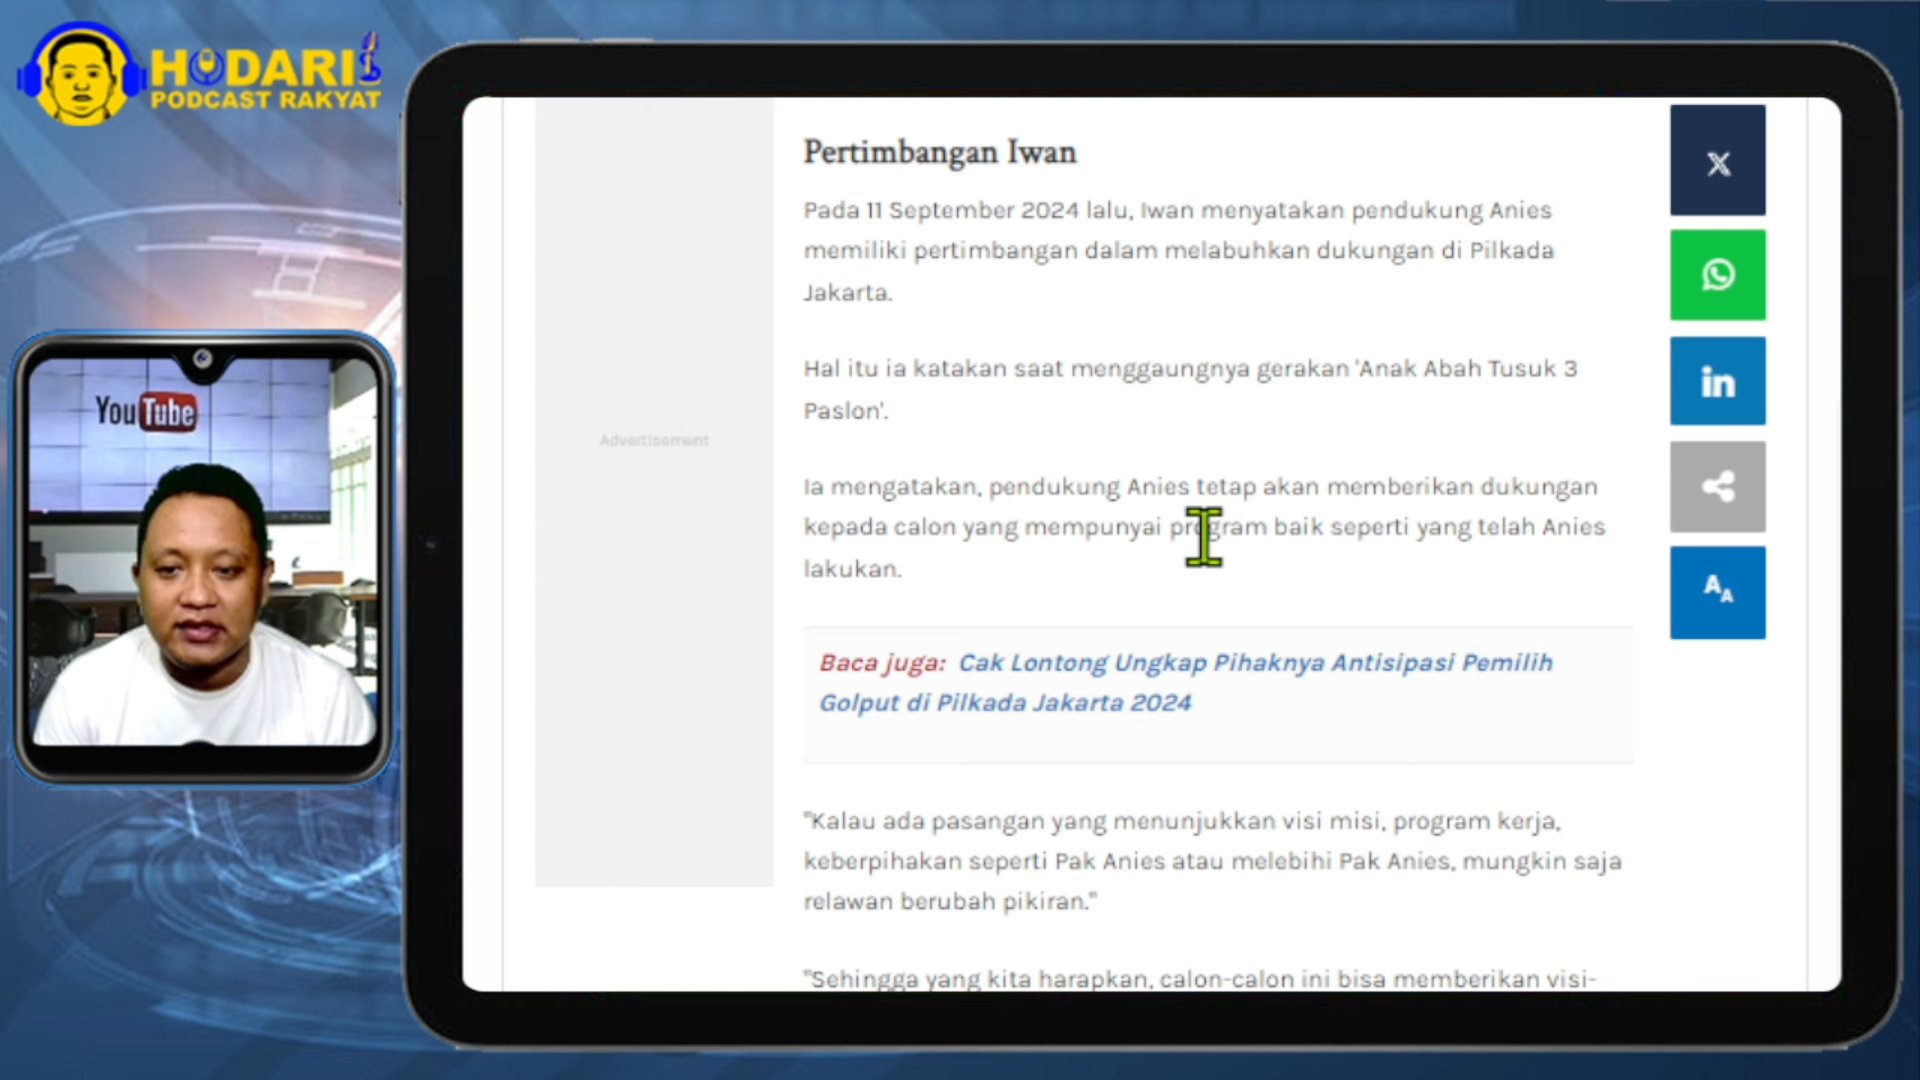 HODARI
PODCAST RAKYAT
YouTube
Advertisement
Pertimbangan Iwan
Pada 11 September 2024 lalu, Iwan menyatakan pendukung Anies
memiliki pertimbangan dalam melabuhkan dukungan di Pilkada
Jakarta.
Hal itu ia katakan saat menggaungnya gerakan 'Anak Abah Tusuk 3
Paslon'.
Ia mengatakan, pendukung Anies tetap akan memberikan dukungan
kepada calon yang mempunyai program baik seperti yang telah Anies
lakukan.
Baca juga: Cak Lontong Ungkap Pihaknya Antisipasi Pemilih
Golput di Pilkada Jakarta 2024
"Kalau ada pasangan yang menunjukkan visi misi, program kerja,
keberpihakan seperti Pak Anies atau melebihi Pak Anies, mungkin saja
relawan berubah pikiran."
"Sehingga yang kita harapkan, calon-calon ini bisa memberikan visi-
X
in
AA